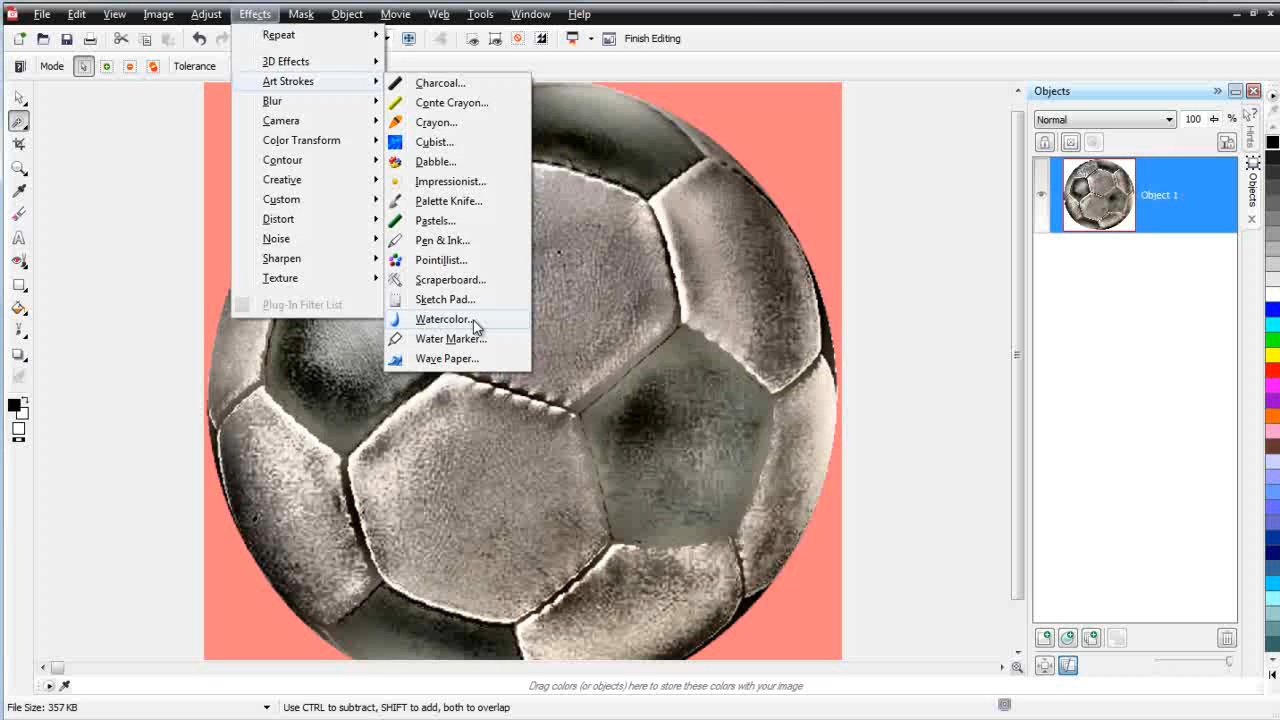 File Edit View Image Adjust Effects Mask Object Movie Web Tools Window Help
Finish Editing
Mode Tolerance
Repeat
3D Effects
Art Strokes
Blur
Camera
Color Transform
Contour
Creative
Custom
Distort
Noise
Sharpen
Texture
Plug-In Filter List
Charcoal...
Conte Crayon...
Crayon...
Cubist...
Dabble...
Impressionist...
Palette Knife...
Pastels...
Pen & Ink...
Pointillist...
Scraperboard...
Sketch Pad...
Watercolor...
Water Marker...
Wave Paper...
Objects
Normal 100 %
Object 1
Hints
Objects
Drag colors (or objects) here to store these colors with your image
File Size: 357 KB Use CTRL to subtract, SHIFT to add, both to overlap